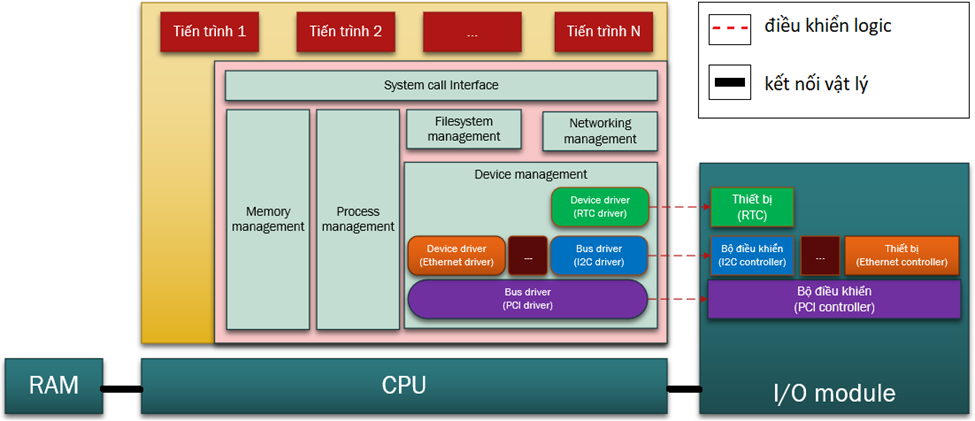 Tiến trình 1
Tiến trình 2
...
Tiến trình N
điều khiển logic
kết nối vật lý
System call Interface
Memory
management
Process
management
Filesystem
management
Networking
management
Device management
Device driver
(RTC driver)
Device driver
(Ethernet driver)
...
Bus driver
(I2C driver)
Bus driver
(PCI driver)
Thiết bị
(RTC)
Bộ điều khiển
(I2C controller)
...
Thiết bị
(Ethernet controller)
Bộ điều khiển
(PCI controller)
RAM
CPU
I/O module